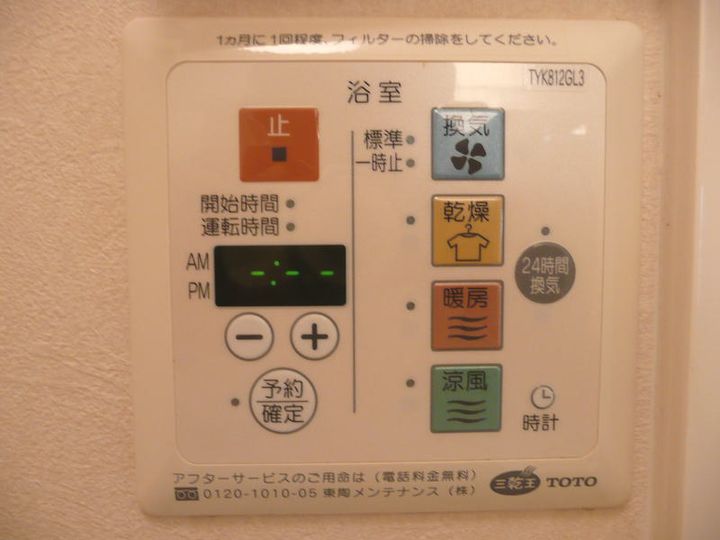 1ヵ月に1回程度、フィルターの掃除をしてください。
TYK812GL3
浴室
止
換気
標準
一時止
開始時間
運転時間
乾燥
AM
PM
24時間
換気
暖房
予約
確定
涼風
時計
アフターサービスのご用命は（電話料金無料）
0120-1010-05 東陶メンテナンス（株）
三乾王 TOTO